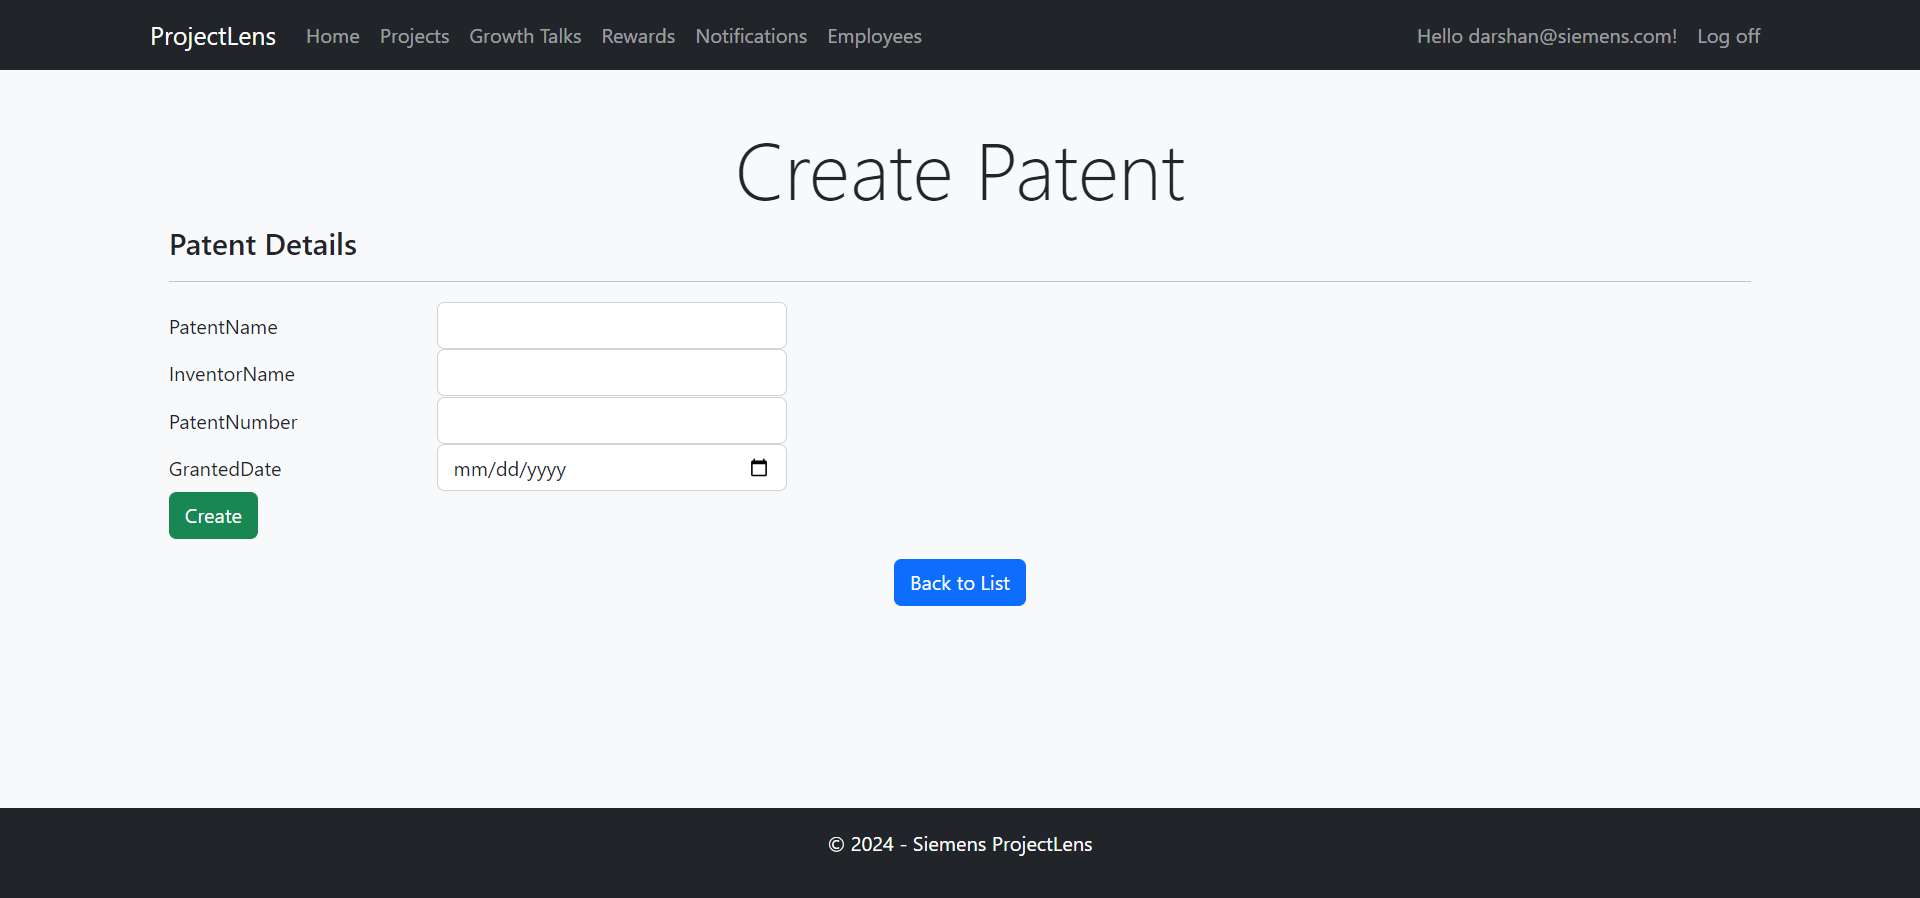 ProjectLens Home Projects Growth Talks Rewards Notifications Employees Hello darshan@siemens.com! Log off
Create Patent
Patent Details
PatentName
InventorName
PatentNumber
GrantedDate mm/dd/yyyy
Create
Back to List
© 2024 - Siemens ProjectLens